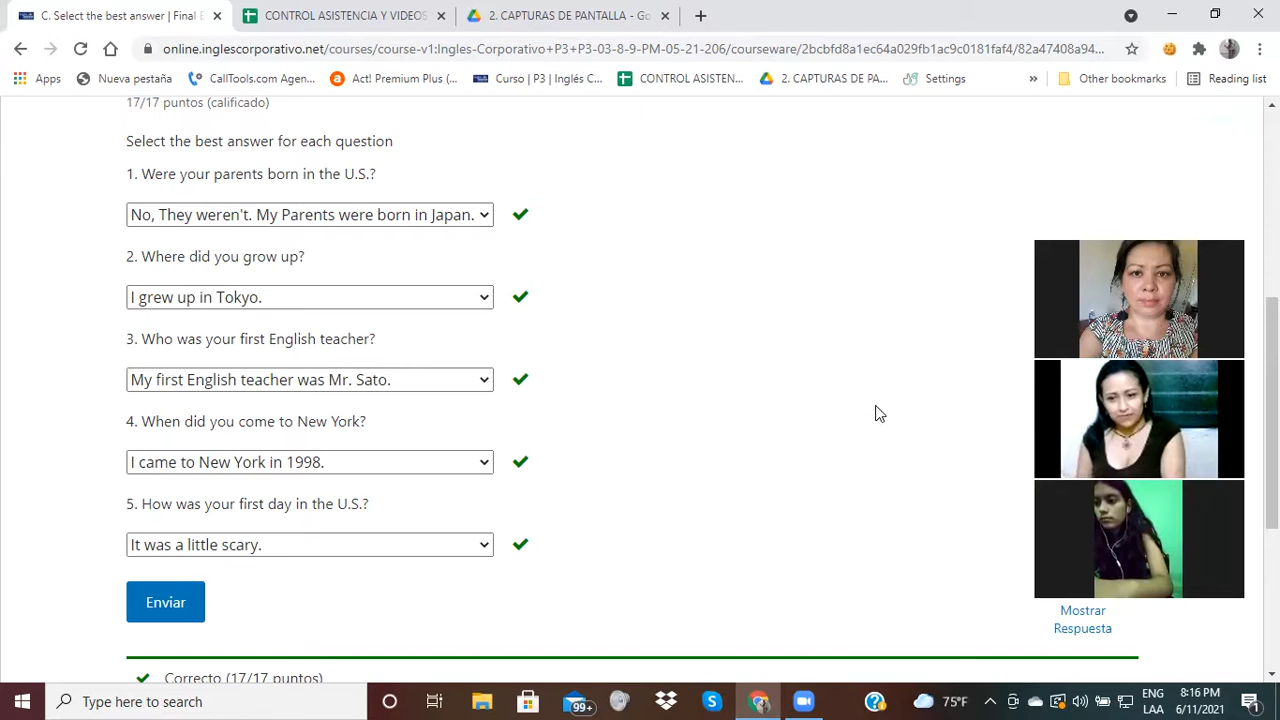 C. Select the best answer | Final E
CONTROL ASISTENCIA Y VIDEOS
2. CAPTURAS DE PANTALLA - Go
online.inglescorporativo.net/courses/course-v1:Ingles-Corporativo+P3+P3-03-8-9-PM-05-21-206/courseware/2bcbfd8a1ec64a029fb1ac9c0181faf4/82a47408a94...
Apps
Nueva pestaña
CallTools.com Agen...
Act! Premium Plus (...
Curso | P3 | Inglés C...
CONTROL ASISTEN...
2. CAPTURAS DE PA...
Settings
»
Other bookmarks
Reading list
17/17 puntos (calificado)
Select the best answer for each question
1. Were your parents born in the U.S.?
No, They weren't. My Parents were born in Japan.
2. Where did you grow up?
I grew up in Tokyo.
3. Who was your first English teacher?
My first English teacher was Mr. Sato.
4. When did you come to New York?
I came to New York in 1998.
5. How was your first day in the U.S.?
It was a little scary.
Enviar
Mostrar
Respuesta
Correcto (17/17 puntos)
Type here to search
99+
75°F
ENG
LAA
8:16 PM
6/11/2021
1